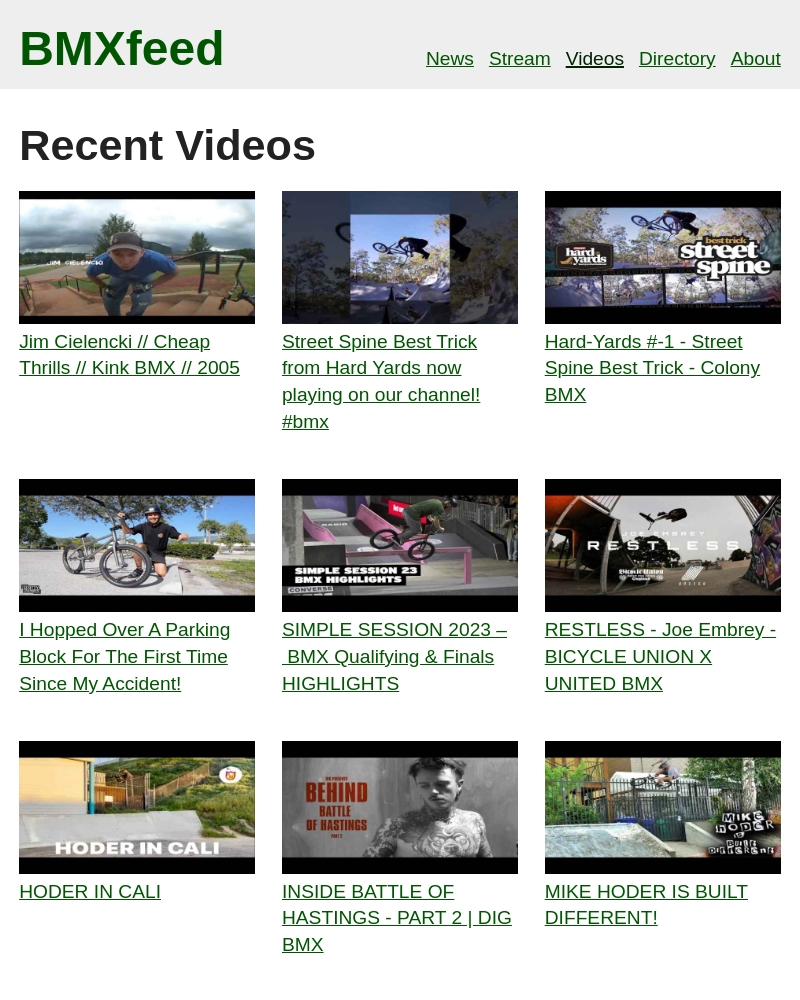 BMXfeed
News Stream Videos Directory About
Recent Videos
JIM CIELENCKI
hard yards
best trick
street
spine
Jim Cielencki // Cheap
Thrills // Kink BMX // 2005
Street Spine Best Trick
from Hard Yards now
playing on our channel!
#bmx
Hard-Yards #-1 - Street
Spine Best Trick - Colony
BMX
SIMPLE SESSION 23
BMX HIGHLIGHTS
CONVERSE
JOE EMBREY
RESTLESS
UNITED
I Hopped Over A Parking
Block For The First Time
Since My Accident!
SIMPLE SESSION 2023 –
BMX Qualifying & Finals
HIGHLIGHTS
RESTLESS - Joe Embrey -
BICYCLE UNION X
UNITED BMX
HODER IN CALI
BEHIND
BATTLE
OF HASTINGS
PART 2
MIKE
HODER
IS
BUILT
DIFFERENT
HODER IN CALI
INSIDE BATTLE OF
HASTINGS - PART 2 | DIG
BMX
MIKE HODER IS BUILT
DIFFERENT!